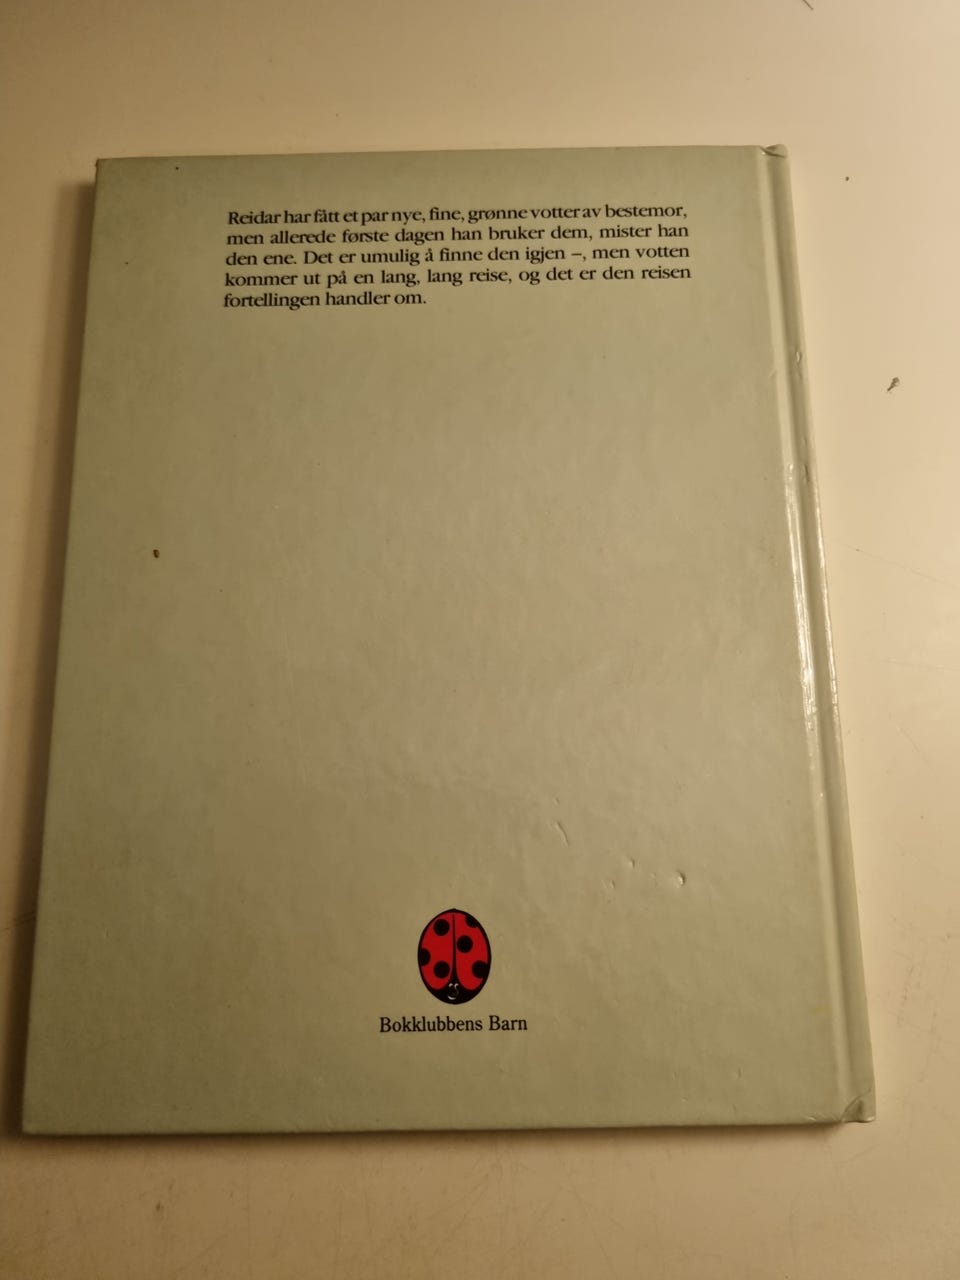 Reidar har fått et par nye, fine, grønne votter av bestemor,
men allerede første dagen han bruker dem, mister han
den ene. Det er umulig å finne den igjen –, men votten
kommer ut på en lang, lang reise, og det er den reisen
fortellingen handler om.
Bokklubbens Barn